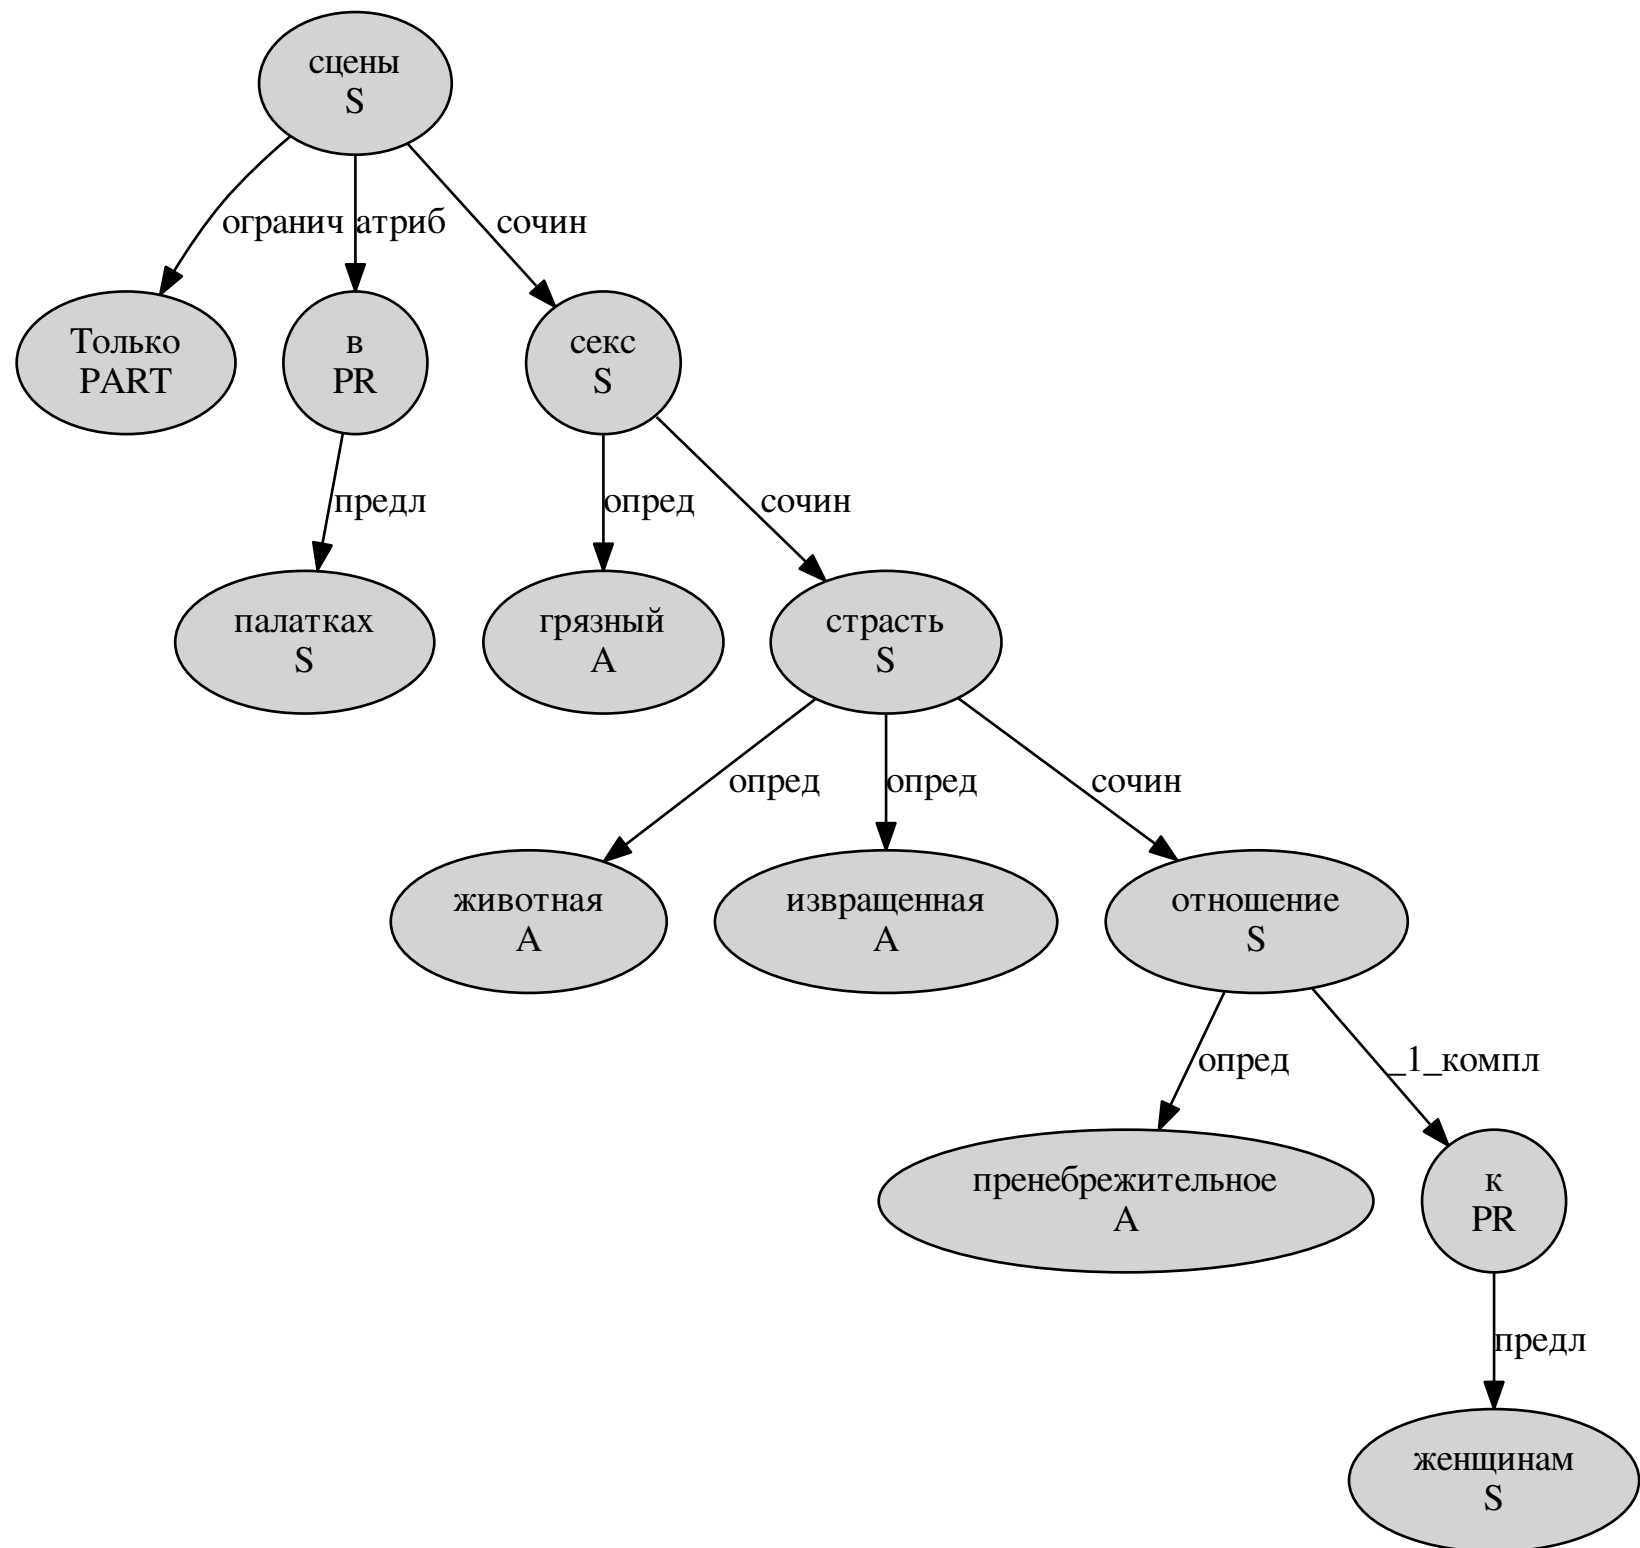 сцены
S
огранич
атриб
сочин
Только
PART
в
PR
секс
S
предл
опред
сочин
палатках
S
грязный
A
страсть
S
опред
опред
сочин
животная
A
извращенная
A
отношение
S
опред
_1_компл
пренебрежительное
A
к
PR
предл
женщинам
S